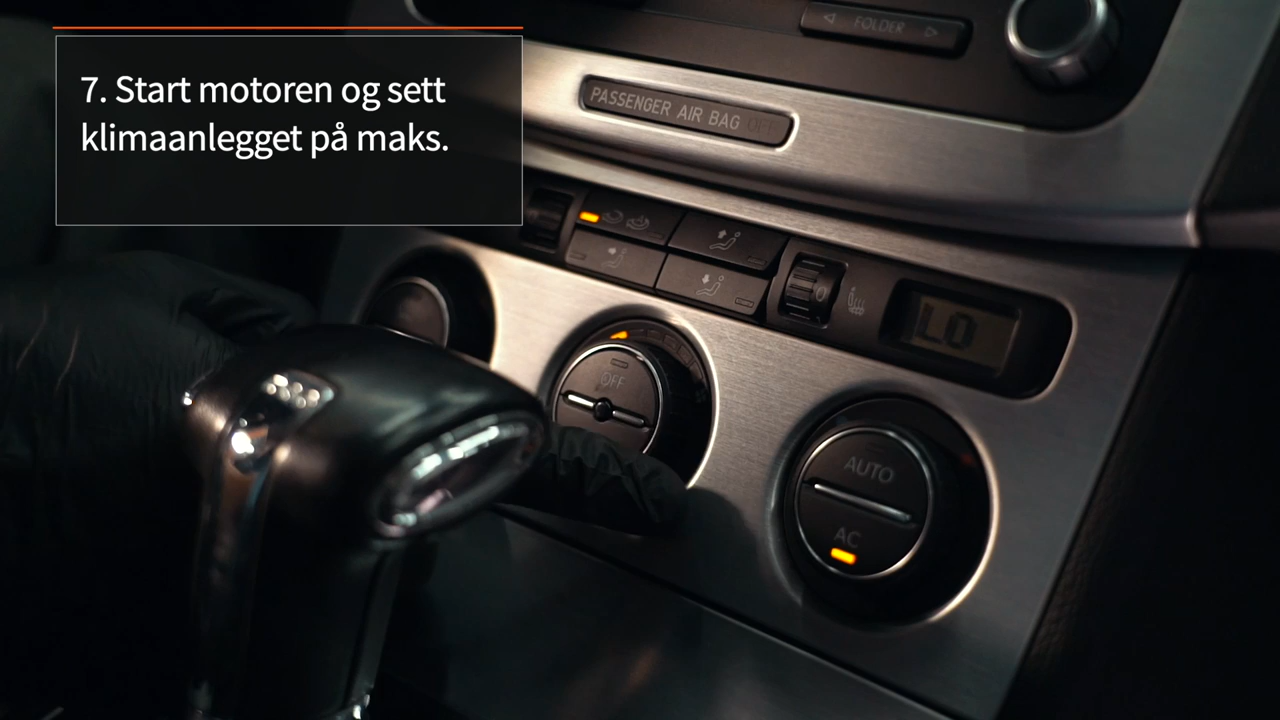 7. Start motoren og sett
klimaanlegget på maks.
FOLDER
PASSENGER AIR BAG OFF
LO
OFF
AUTO
AC